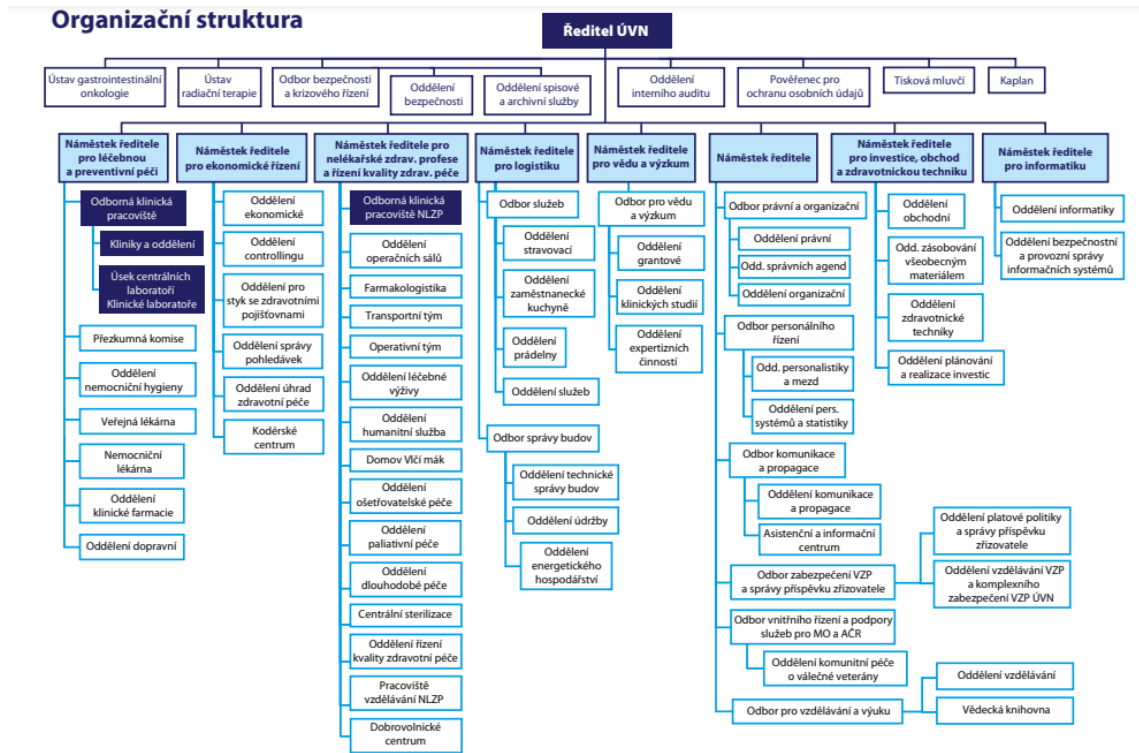 Organizační struktura
Ředitel ÚVN
Ústav gastrointestinální
onkologie
Ústav
radiační terapie
Odbor bezpečnosti
a krizového řízení
Oddělení
bezpečnosti
Oddělení spisové
a archivní služby
Oddělení
interního auditu
Pověřenec pro
ochranu osobních údajů
Tisková mluvčí
Kaplan
Náměstek ředitele
pro léčebnou
a preventivní péči
Odborná klinická
pracoviště
Kliniky a oddělení
Úsek centrálních
laboratoří
Klinické laboratoře
Přezkumná komise
Oddělení
nemocniční hygieny
Veřejná lékárna
Nemocniční
lékárna
Oddělení
klinické farmacie
Oddělení dopravní
Náměstek ředitele
pro ekonomické řízení
Oddělení
ekonomické
Oddělení
controllingu
Oddělení pro
styk se zdravotními
pojišťovnami
Oddělení správy
pohledávek
Oddělení úhrad
zdravotní péče
Kodérské
centrum
Náměstek ředitele pro
nelékařské zdrav. profese
a řízení kvality zdrav. péče
Odborná klinická
pracoviště NLZP
Oddělení
operačních sálů
Farmakologistika
Transportní tým
Operativní tým
Oddělení léčebné
výživy
Oddělení
humanitní služba
Domov Vlčí mák
Oddělení
ošetřovatelské péče
Oddělení
paliativní péče
Oddělení
dlouhodobé péče
Centrální sterilizace
Oddělení řízení
kvality zdravotní péče
Pracoviště
vzdělávání NLZP
Dobrovolnické
centrum
Náměstek ředitele
pro logistiku
Odbor služeb
Oddělení
stravovací
Oddělení
zaměstnanecké
kuchyně
Oddělení
prádelny
Oddělení služeb
Odbor správy budov
Oddělení technické
správy budov
Oddělení údržby
Oddělení
energetického
hospodářství
Náměstek ředitele
pro vědu a výzkum
Odbor pro vědu
a výzkum
Oddělení
grantové
Oddělení
klinických studií
Oddělení
expertizních
činností
Náměstek ředitele
Odbor právní a organizační
Oddělení právní
Odd. správních agend
Oddělení organizační
Odbor personálního
řízení
Odd. personalistiky
a mezd
Oddělení pers.
systémů a statistiky
Odbor komunikace
a propagace
Oddělení komunikace
a propagace
Asistenční a informační
centrum
Odbor zabezpečení VZP
a správy příspěvku zřizovatele
Oddělení platové politiky
a správy příspěvku
zřizovatele
Oddělení vzdělávání VZP
a komplexního
zabezpečení VZP ÚVN
Odbor vnitřního řízení a podpory
služeb pro MO a AČR
Oddělení komunitní péče
o válečné veterány
Odbor pro vzdělávání a výuku
Oddělení vzdělávání
Vědecká knihovna
Náměstek ředitele
pro investice, obchod
a zdravotnickou techniku
Oddělení
obchodní
Odd. zásobování
všeobecným
materiálem
Oddělení
zdravotnické
techniky
Oddělení plánování
a realizace investic
Náměstek ředitele
pro informatiku
Oddělení informatiky
Oddělení bezpečnostní
a provozní správy
informačních systémů